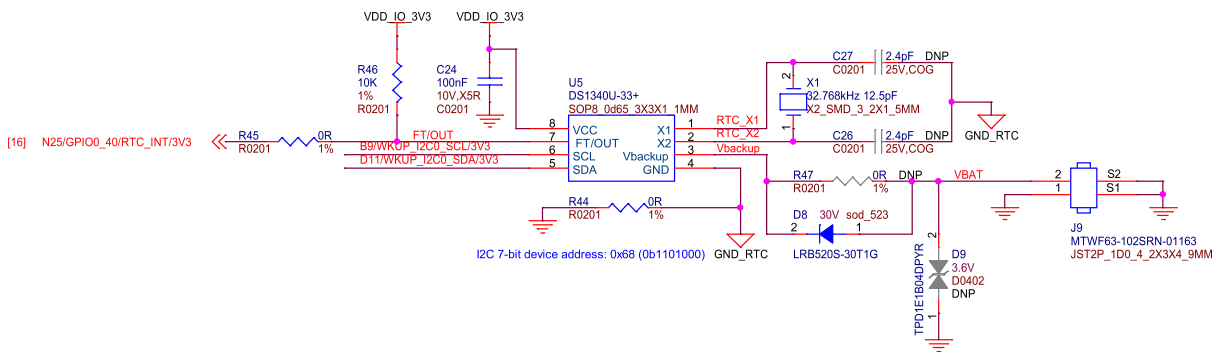 VDD_IO_3V3
VDD_IO_3V3
R46
10K
1%
R0201
C24
100nF
10V,X5R
C0201
U5
DS1340U-33+
SOP8_0d65_3X3X1_1MM
8
VCC
7
FT/OUT
6
SCL
5
SDA
X1
1
X2
2
Vbackup
3
GND
4
RTC_X1
RTC_X2
Vbackup
[16]
N25/GPIO0_40/RTC_INT/3V3
R45
0R
R0201
1%
FT/OUT
B9/WKUP_I2C0_SCL/3V3
D11/WKUP_I2C0_SDA/3V3
C27
2.4pF
DNP
C0201
25V,COG
2
X1
32.768kHz 12.5pF
X2_SMD_3_2X1_5MM
1
C26
2.4pF
DNP
C0201
25V,COG
GND_RTC
R47
0R
DNP
R0201
1%
VBAT
2
1
S2
S1
J9
MTWF63-102SRN-01163
JST2P_1D0_4_2X3X4_9MM
R44
0R
R0201
1%
D8
30V
sod_523
2
1
LRB520S-30T1G
I2C 7-bit device address: 0x68 (0b1101000)
GND_RTC
2
D9
3.6V
D0402
DNP
TPD1E1B04DPYR
1